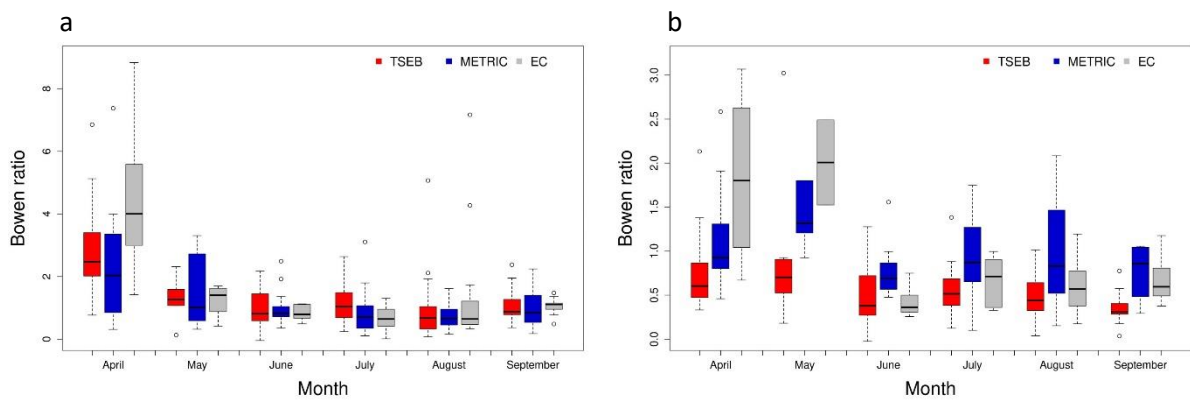 a
TSEB METRIC EC
Bowen ratio
8
6
4
2
0
April May June July August September
Month
b
TSEB METRIC EC
Bowen ratio
3.0
2.5
2.0
1.5
1.0
0.5
0.0
April May June July August September
Month